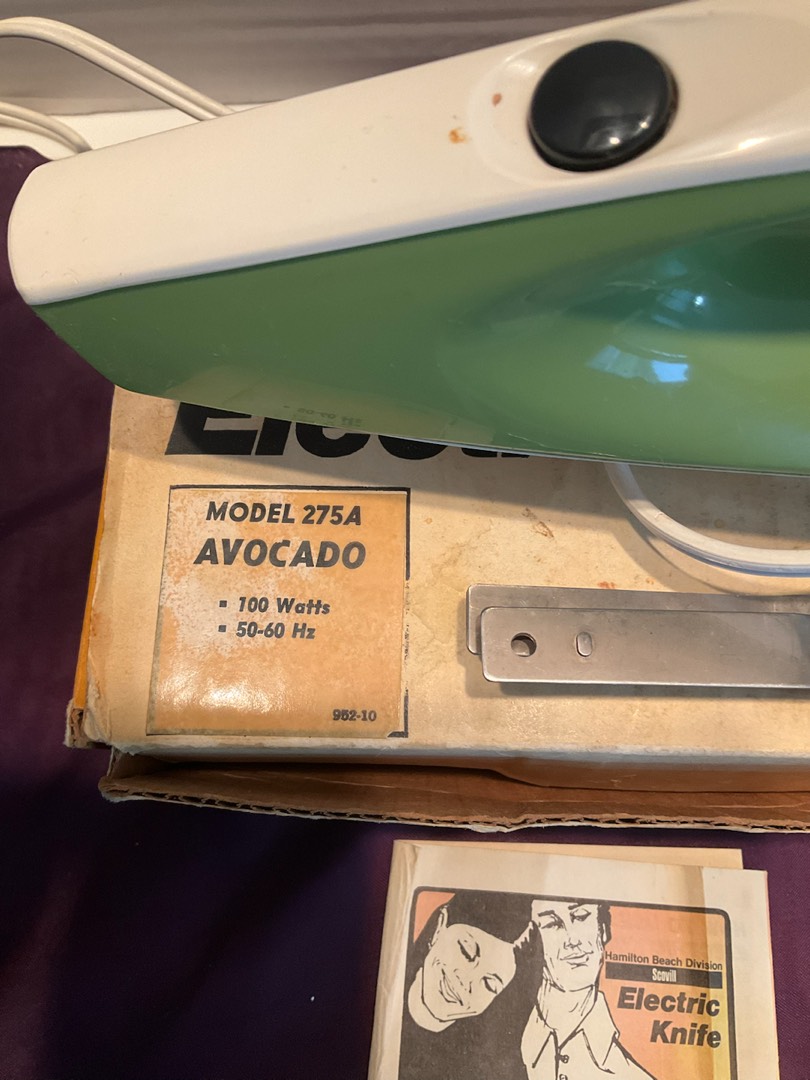 MODEL 275A
AVOCADO
▪ 100 Watts
▪ 50-60 Hz
952-10
Hamilton Beach Division
Scovill
Electric
Knife